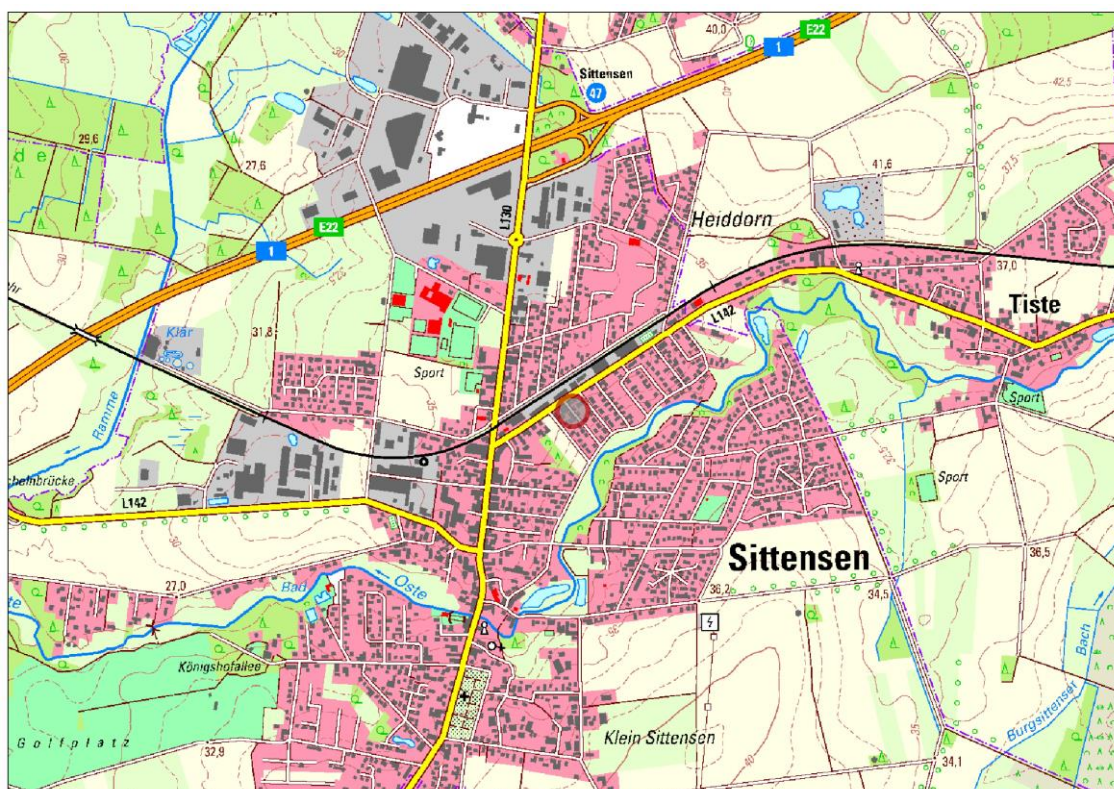 40,0
E22
1
Sittensen
47
42,5
29,6
d e
27,6
41,6
37,5
L130
Heiddorn
E22
1
37,0
Tiste
L142
Klär
31,8
Sport
Sport
Ramme
Sport
L142
Sittensen
36,5
27,0
Bad
Oste
36,2
34,5
Königshofallee
Bach
Burgsittenser
Golfplatz
32,9
Klein Sittensen
34,1